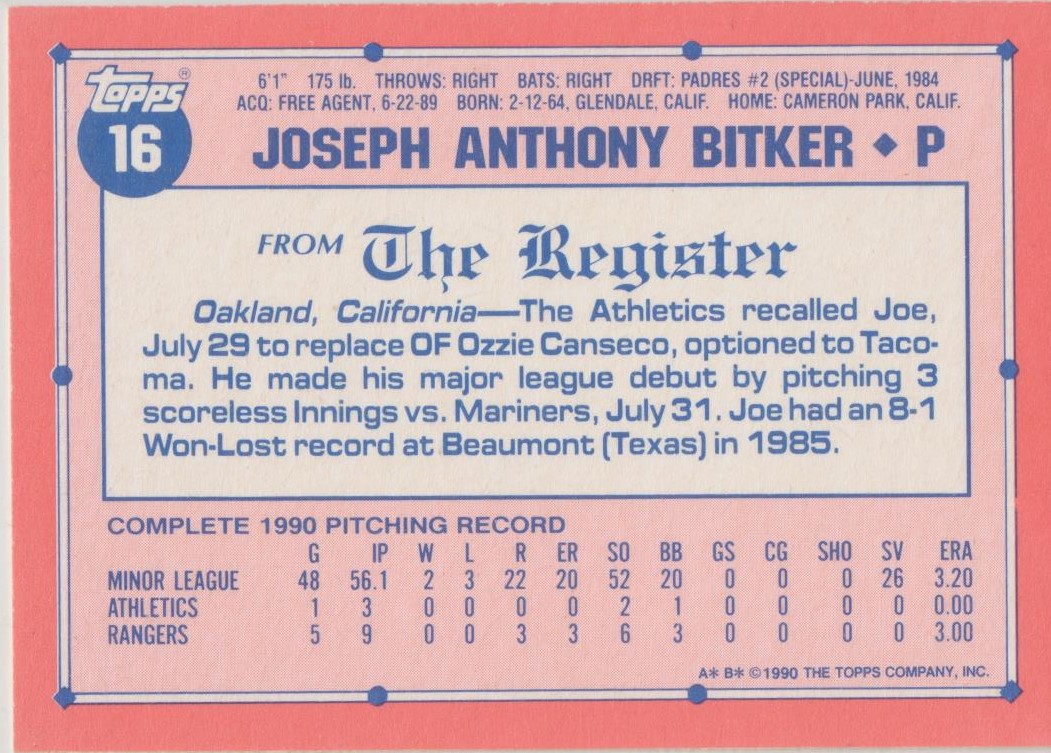 Topps®
16
6'1" 175 lb. THROWS: RIGHT BATS: RIGHT DRFT: PADRES #2 (SPECIAL)-JUNE, 1984
ACQ: FREE AGENT, 6-22-89 BORN: 2-12-64, GLENDALE, CALIF. HOME: CAMERON PARK, CALIF.
JOSEPH ANTHONY BITKER ◆ P
FROM The Register
Oakland, California—The Athletics recalled Joe,
July 29 to replace OF Ozzie Canseco, optioned to Taco-
ma. He made his major league debut by pitching 3
scoreless Innings vs. Mariners, July 31. Joe had an 8-1
Won-Lost record at Beaumont (Texas) in 1985.
COMPLETE 1990 PITCHING RECORD
G IP W L R ER SO BB GS CG SHO SV ERA
MINOR LEAGUE 48 56.1 2 3 22 20 52 20 0 0 0 26 3.20
ATHLETICS 1 3 0 0 0 0 2 1 0 0 0 0 0.00
RANGERS 5 9 0 0 3 3 6 3 0 0 0 0 3.00
A* B* ©1990 THE TOPPS COMPANY, INC.